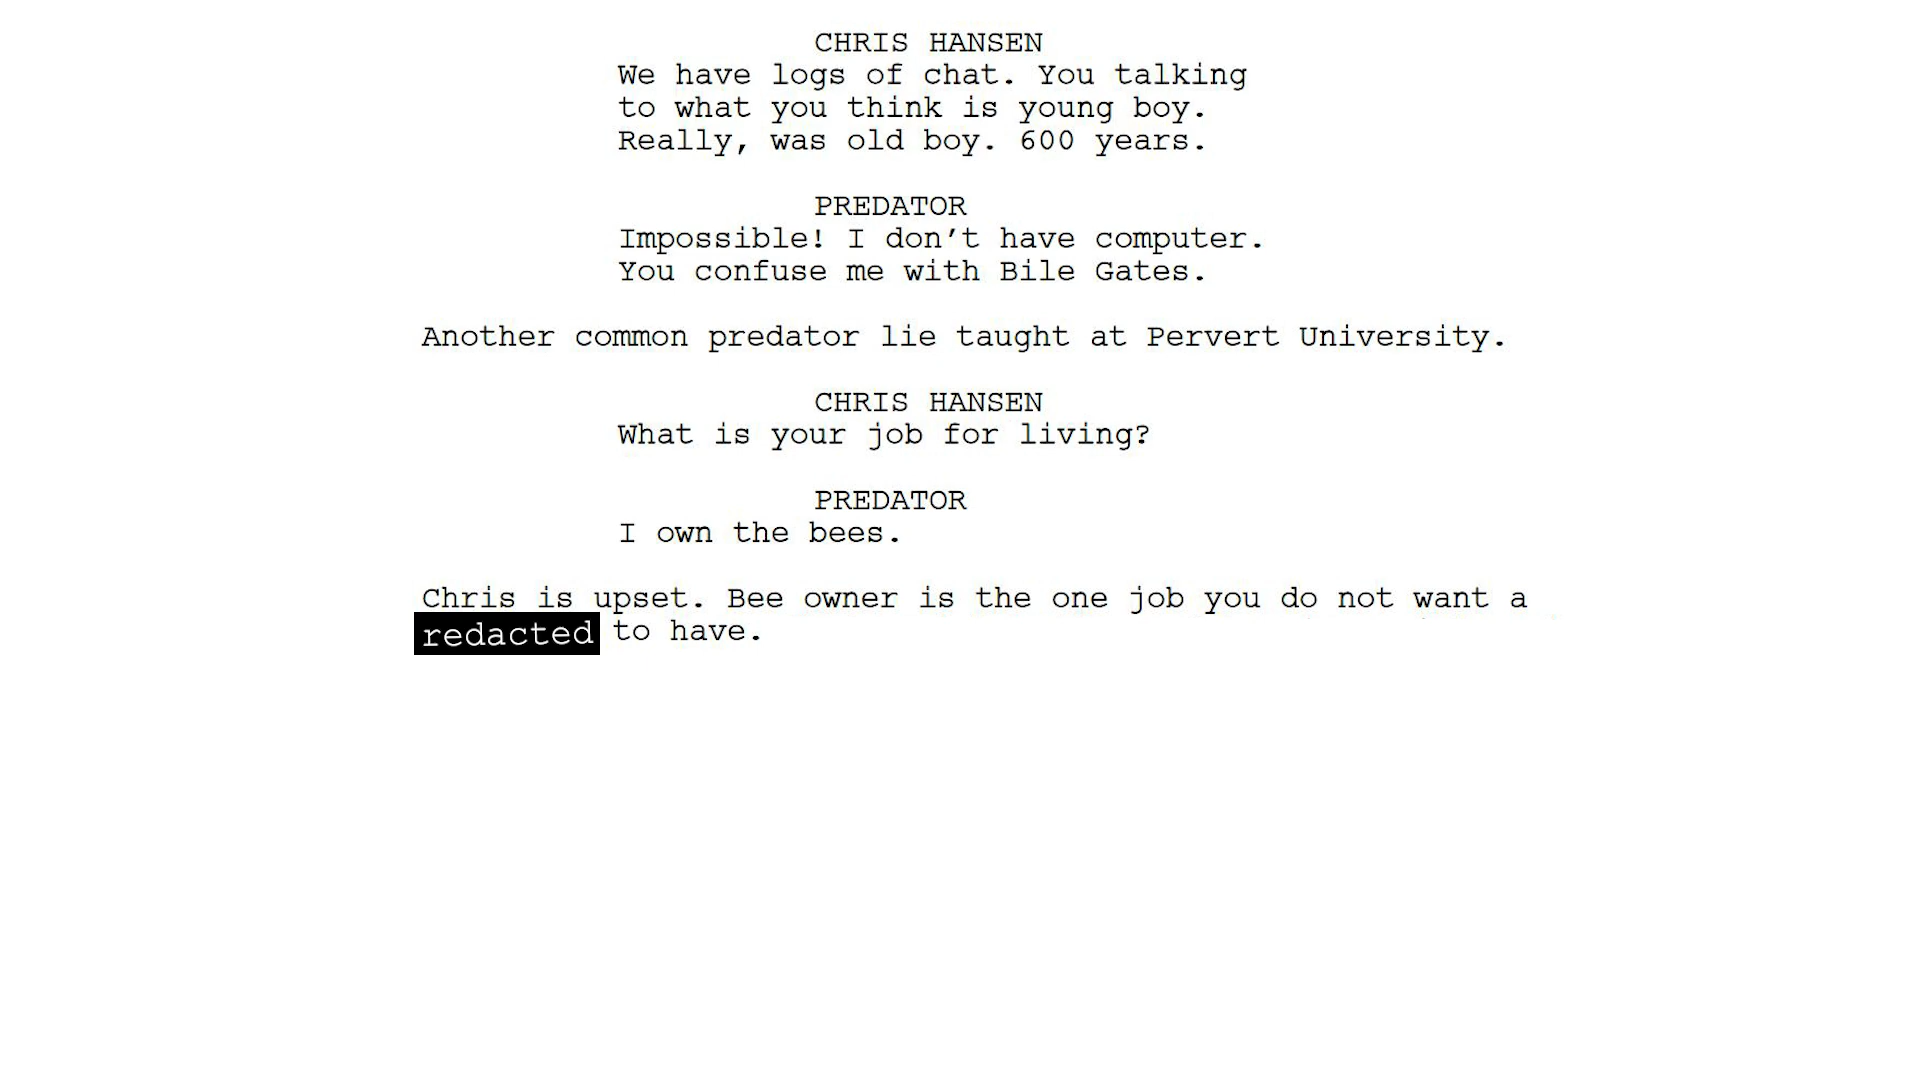 CHRIS HANSEN
We have logs of chat. You talking
to what you think is young boy.
Really, was old boy. 600 years.
PREDATOR
Impossible! I don’t have computer.
You confuse me with Bile Gates.
Another common predator lie taught at Pervert University.
CHRIS HANSEN
What is your job for living?
PREDATOR
I own the bees.
Chris is upset. Bee owner is the one job you do not want a
redacted to have.